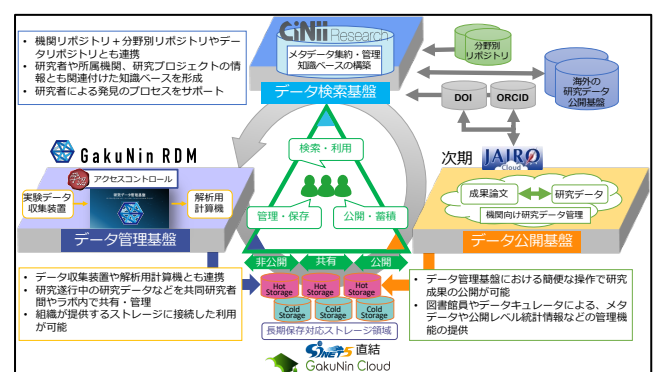 • 機関リポジトリ+分野別リポジトリやデー
タリポジトリとも連携
• 研究者や所属機関、研究プロジェクトの情
報とも関連付けた知識ベースを形成
• 研究者による発見のプロセスをサポート
CiNii Research
メタデータ集約・管理
知識ベースの構築
データ検索基盤
分野別
リポジトリ
海外の
研究データ
公開基盤
DOI
ORCID
GakuNin RDM
アクセスコントロール
実験データ
収集装置
研究データ管理基盤
解析用
計算機
データ管理基盤
検索・利用
管理・保存
公開・蓄積
次期 JAIRO Cloud
成果論文
研究データ
機関向け研究データ管理
データ公開基盤
非公開
共有
公開
Hot Storage
Hot Storage
Hot Storage
Cold Storage
Cold Storage
Cold Storage
長期保存対応ストレージ領域
SINET5 直結
GakuNin Cloud
• データ収集装置や解析用計算機とも連携
• 研究遂行中の研究データなどを共同研究者
間やラボ内で共有・管理
• 組織が提供するストレージに接続した利用
が可能
• データ管理基盤における簡便な操作で研究
成果の公開が可能
• 図書館員やデータキュレータによる、メタ
データや公開レベル統計情報などの管理機
能の提供